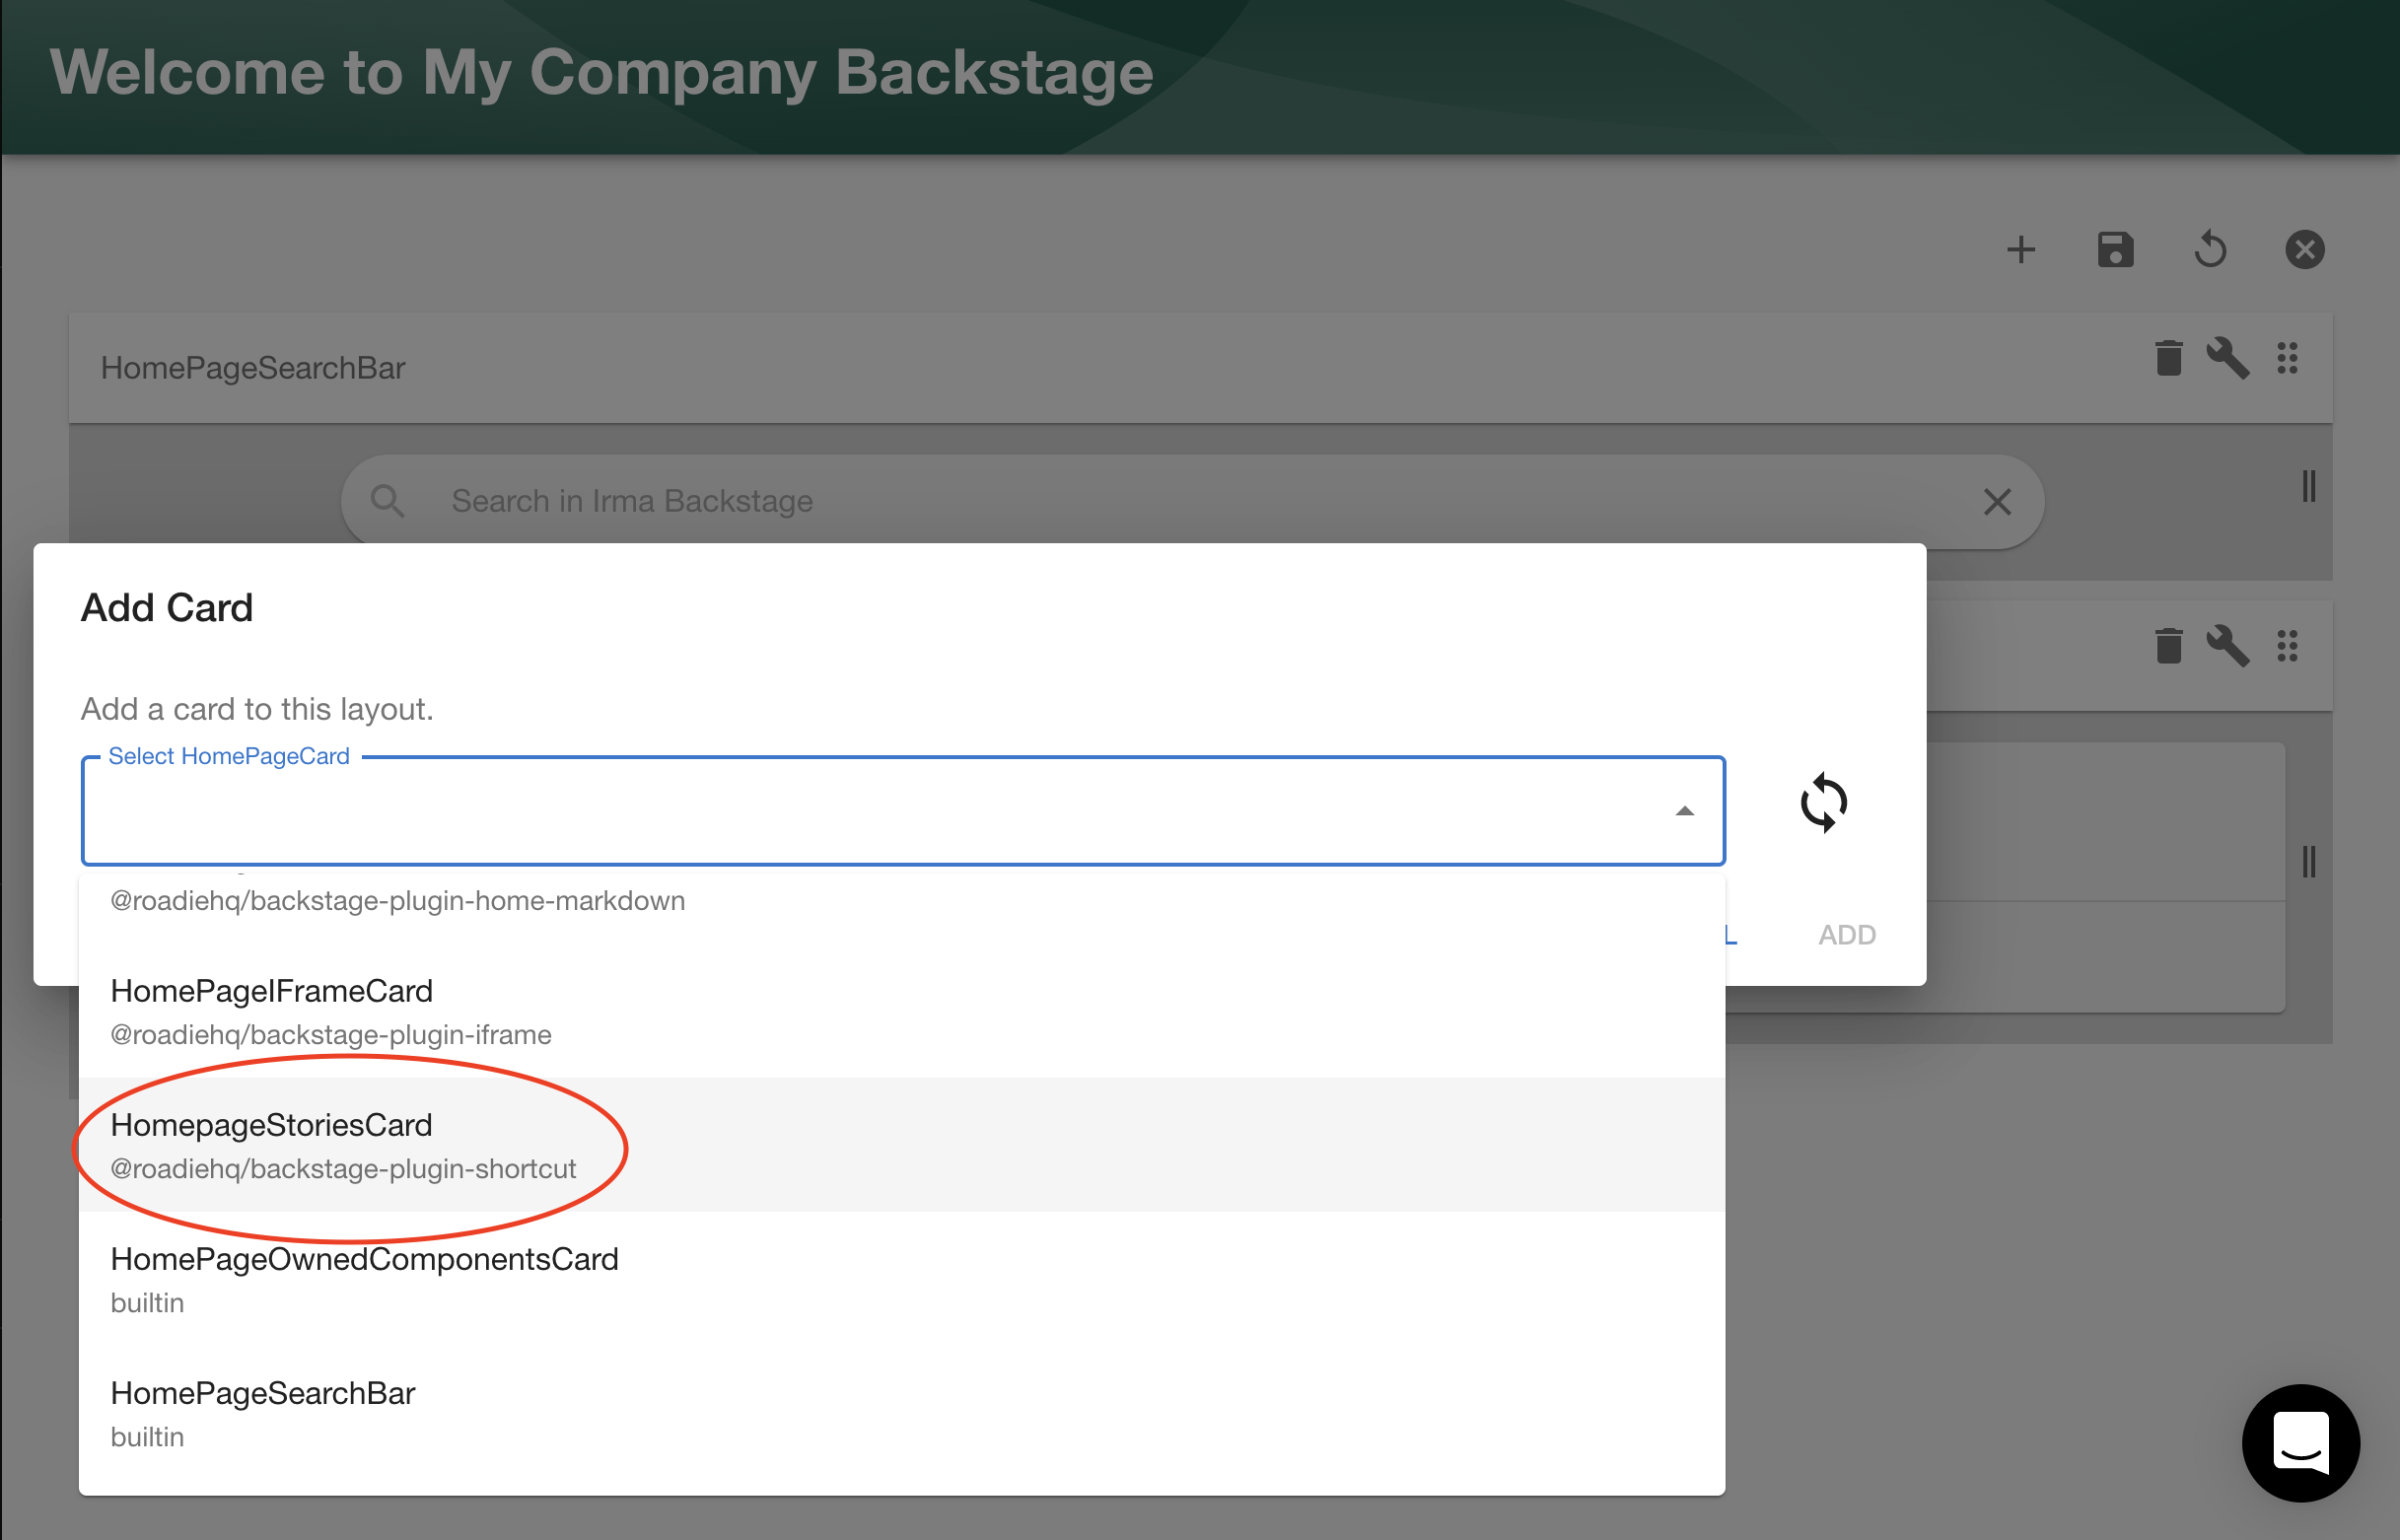 Welcome to My Company Backstage
HomePageSearchBar
Search in Irma Backstage
Add Card
Add a card to this layout.
Select HomePageCard
@roadiehq/backstage-plugin-home-markdown
L
ADD
HomePageIFrameCard
@roadiehq/backstage-plugin-iframe
HomepageStoriesCard
@roadiehq/backstage-plugin-shortcut
HomePageOwnedComponentsCard
builtin
HomePageSearchBar
builtin